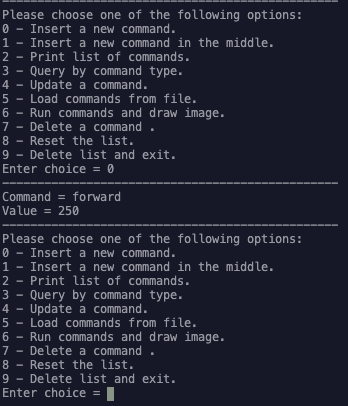 ------------------------------------------------
Please choose one of the following options:
0 - Insert a new command.
1 - Insert a new command in the middle.
2 - Print list of commands.
3 - Query by command type.
4 - Update a command.
5 - Load commands from file.
6 - Run commands and draw image.
7 - Delete a command .
8 - Reset the list.
9 - Delete list and exit.
Enter choice = 0
------------------------------------------------
Command = forward
Value = 250
------------------------------------------------
Please choose one of the following options:
0 - Insert a new command.
1 - Insert a new command in the middle.
2 - Print list of commands.
3 - Query by command type.
4 - Update a command.
5 - Load commands from file.
6 - Run commands and draw image.
7 - Delete a command .
8 - Reset the list.
9 - Delete list and exit.
Enter choice =